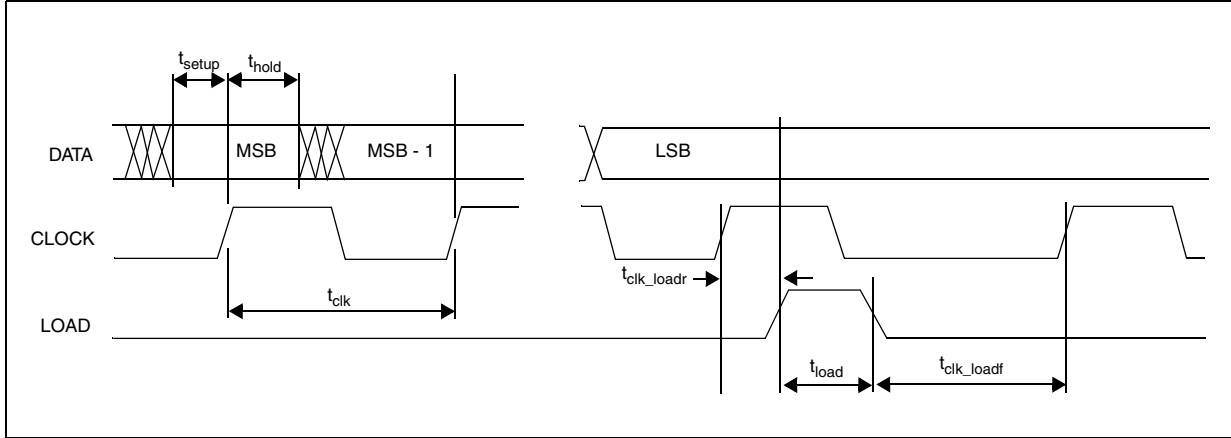 tsetup
thold
DATA
MSB
MSB - 1
LSB
CLOCK
tclk_loadr
tclk
LOAD
tload
tclk_loadf